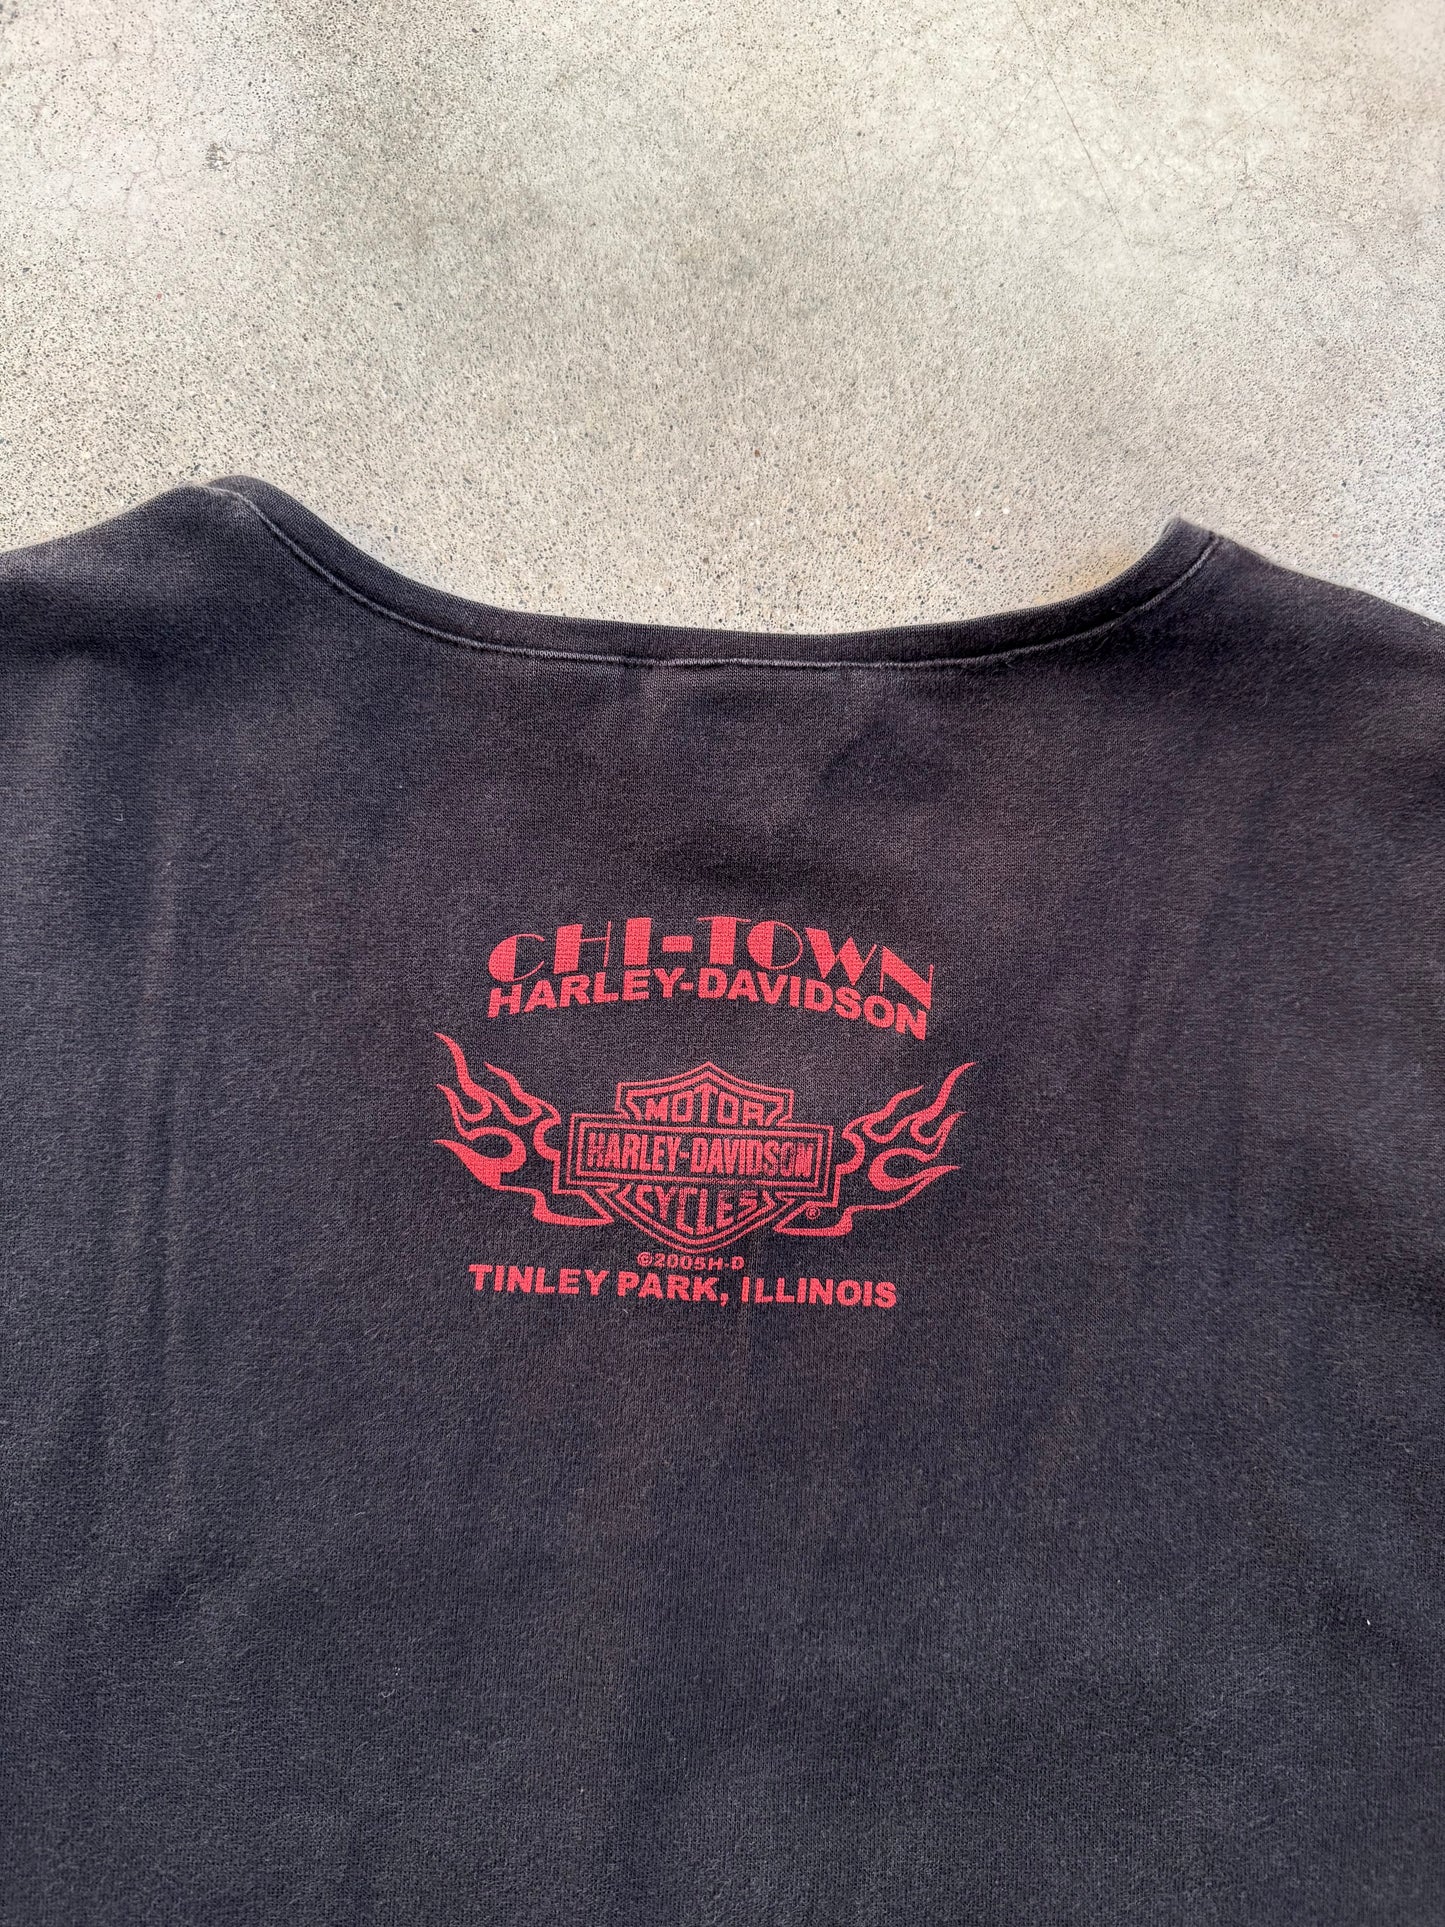 CHI-TOWN
HARLEY-DAVIDSON
MOTOR
HARLEY-DAVIDSON
CYCLES ®
©2005H-D
TINLEY PARK, ILLINOIS